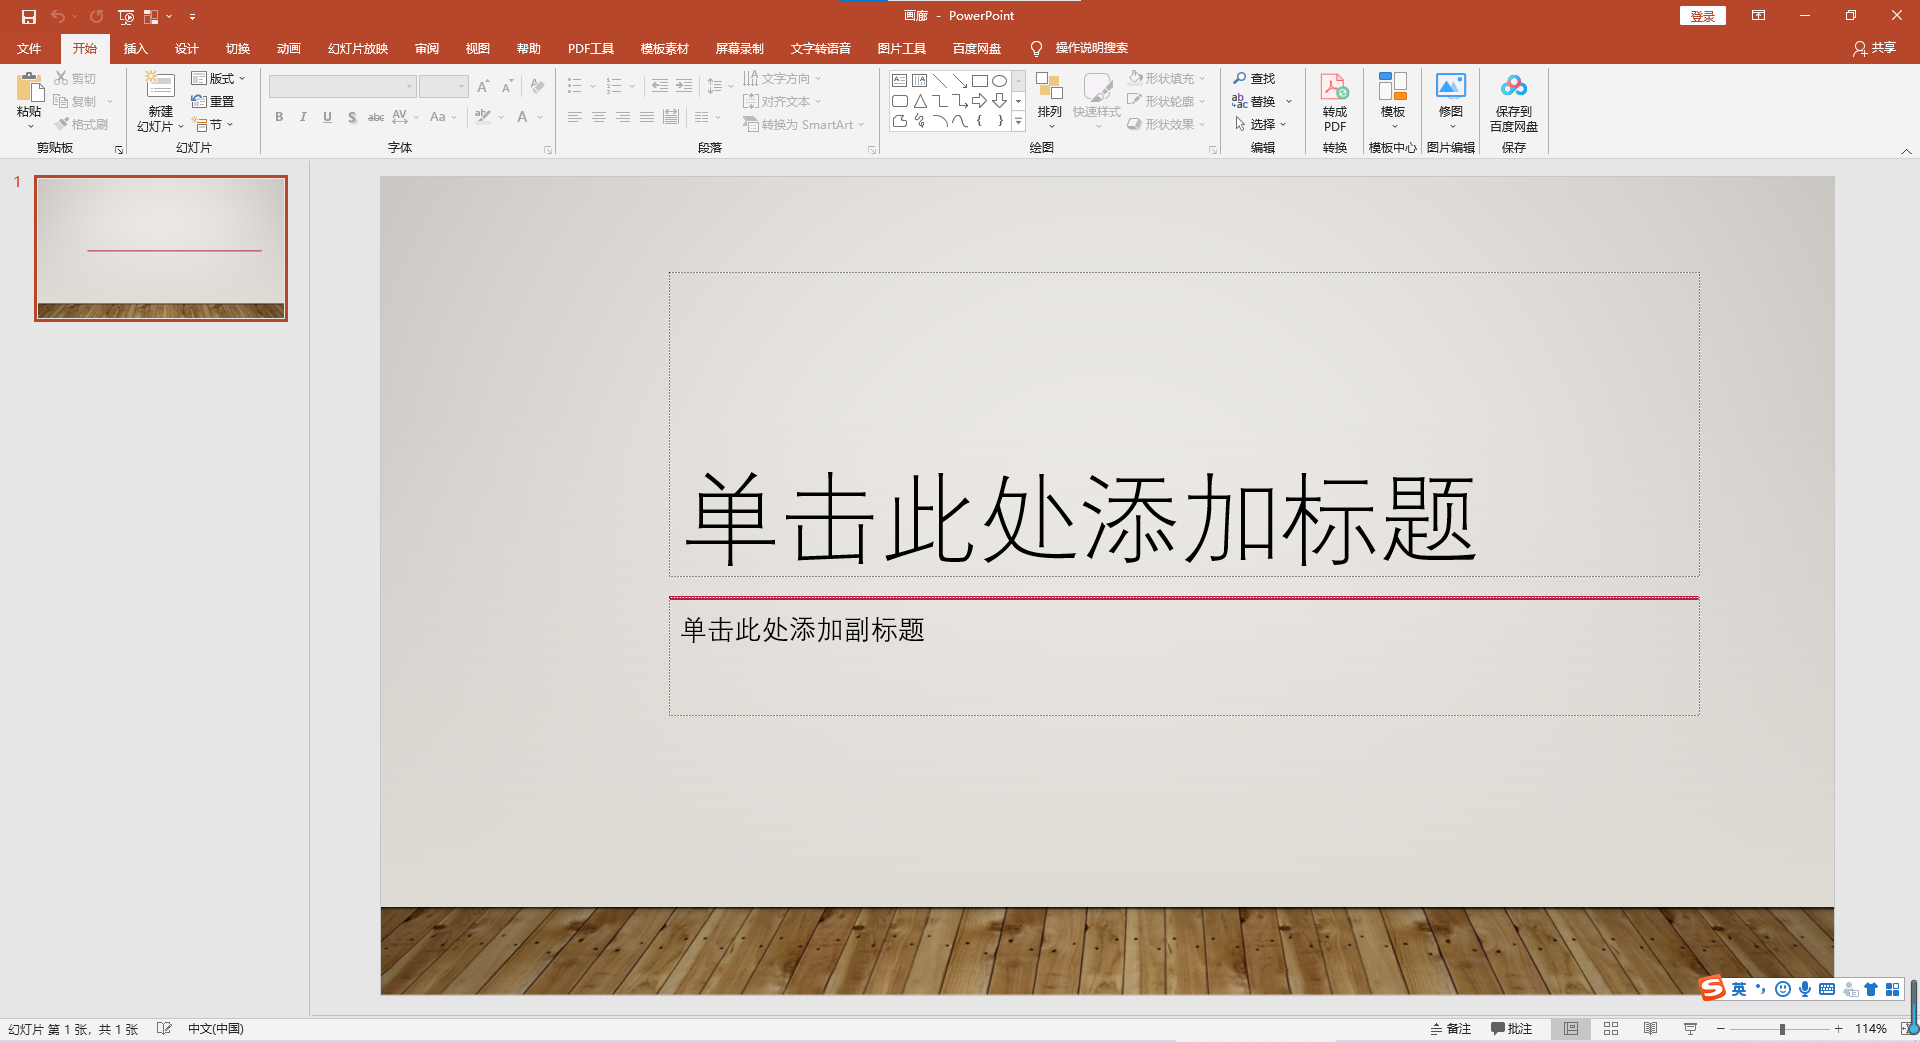 画廊 - PowerPoint
登录
文件 开始 插入 设计 切换 动画 幻灯片放映 审阅 视图 帮助 PDF工具 模板素材 屏幕录制 文字转语音 图片工具 百度网盘 操作说明搜索 共享
粘贴
剪切
复制
格式刷
剪贴板
新建
幻灯片
版式
重置
节
幻灯片
B I U S abc AV Aa A
字体
文字方向
对齐文本
转换为 SmartArt
段落
排列
快速样式
形状填充
形状轮廓
形状效果
绘图
查找
替换
选择
编辑
转成
PDF
转换
模板
模板中心
修图
图片编辑
保存到
百度网盘
保存
1
单击此处添加标题
单击此处添加副标题
英
幻灯片 第 1 张，共 1 张 中文(中国) 备注 批注 114%